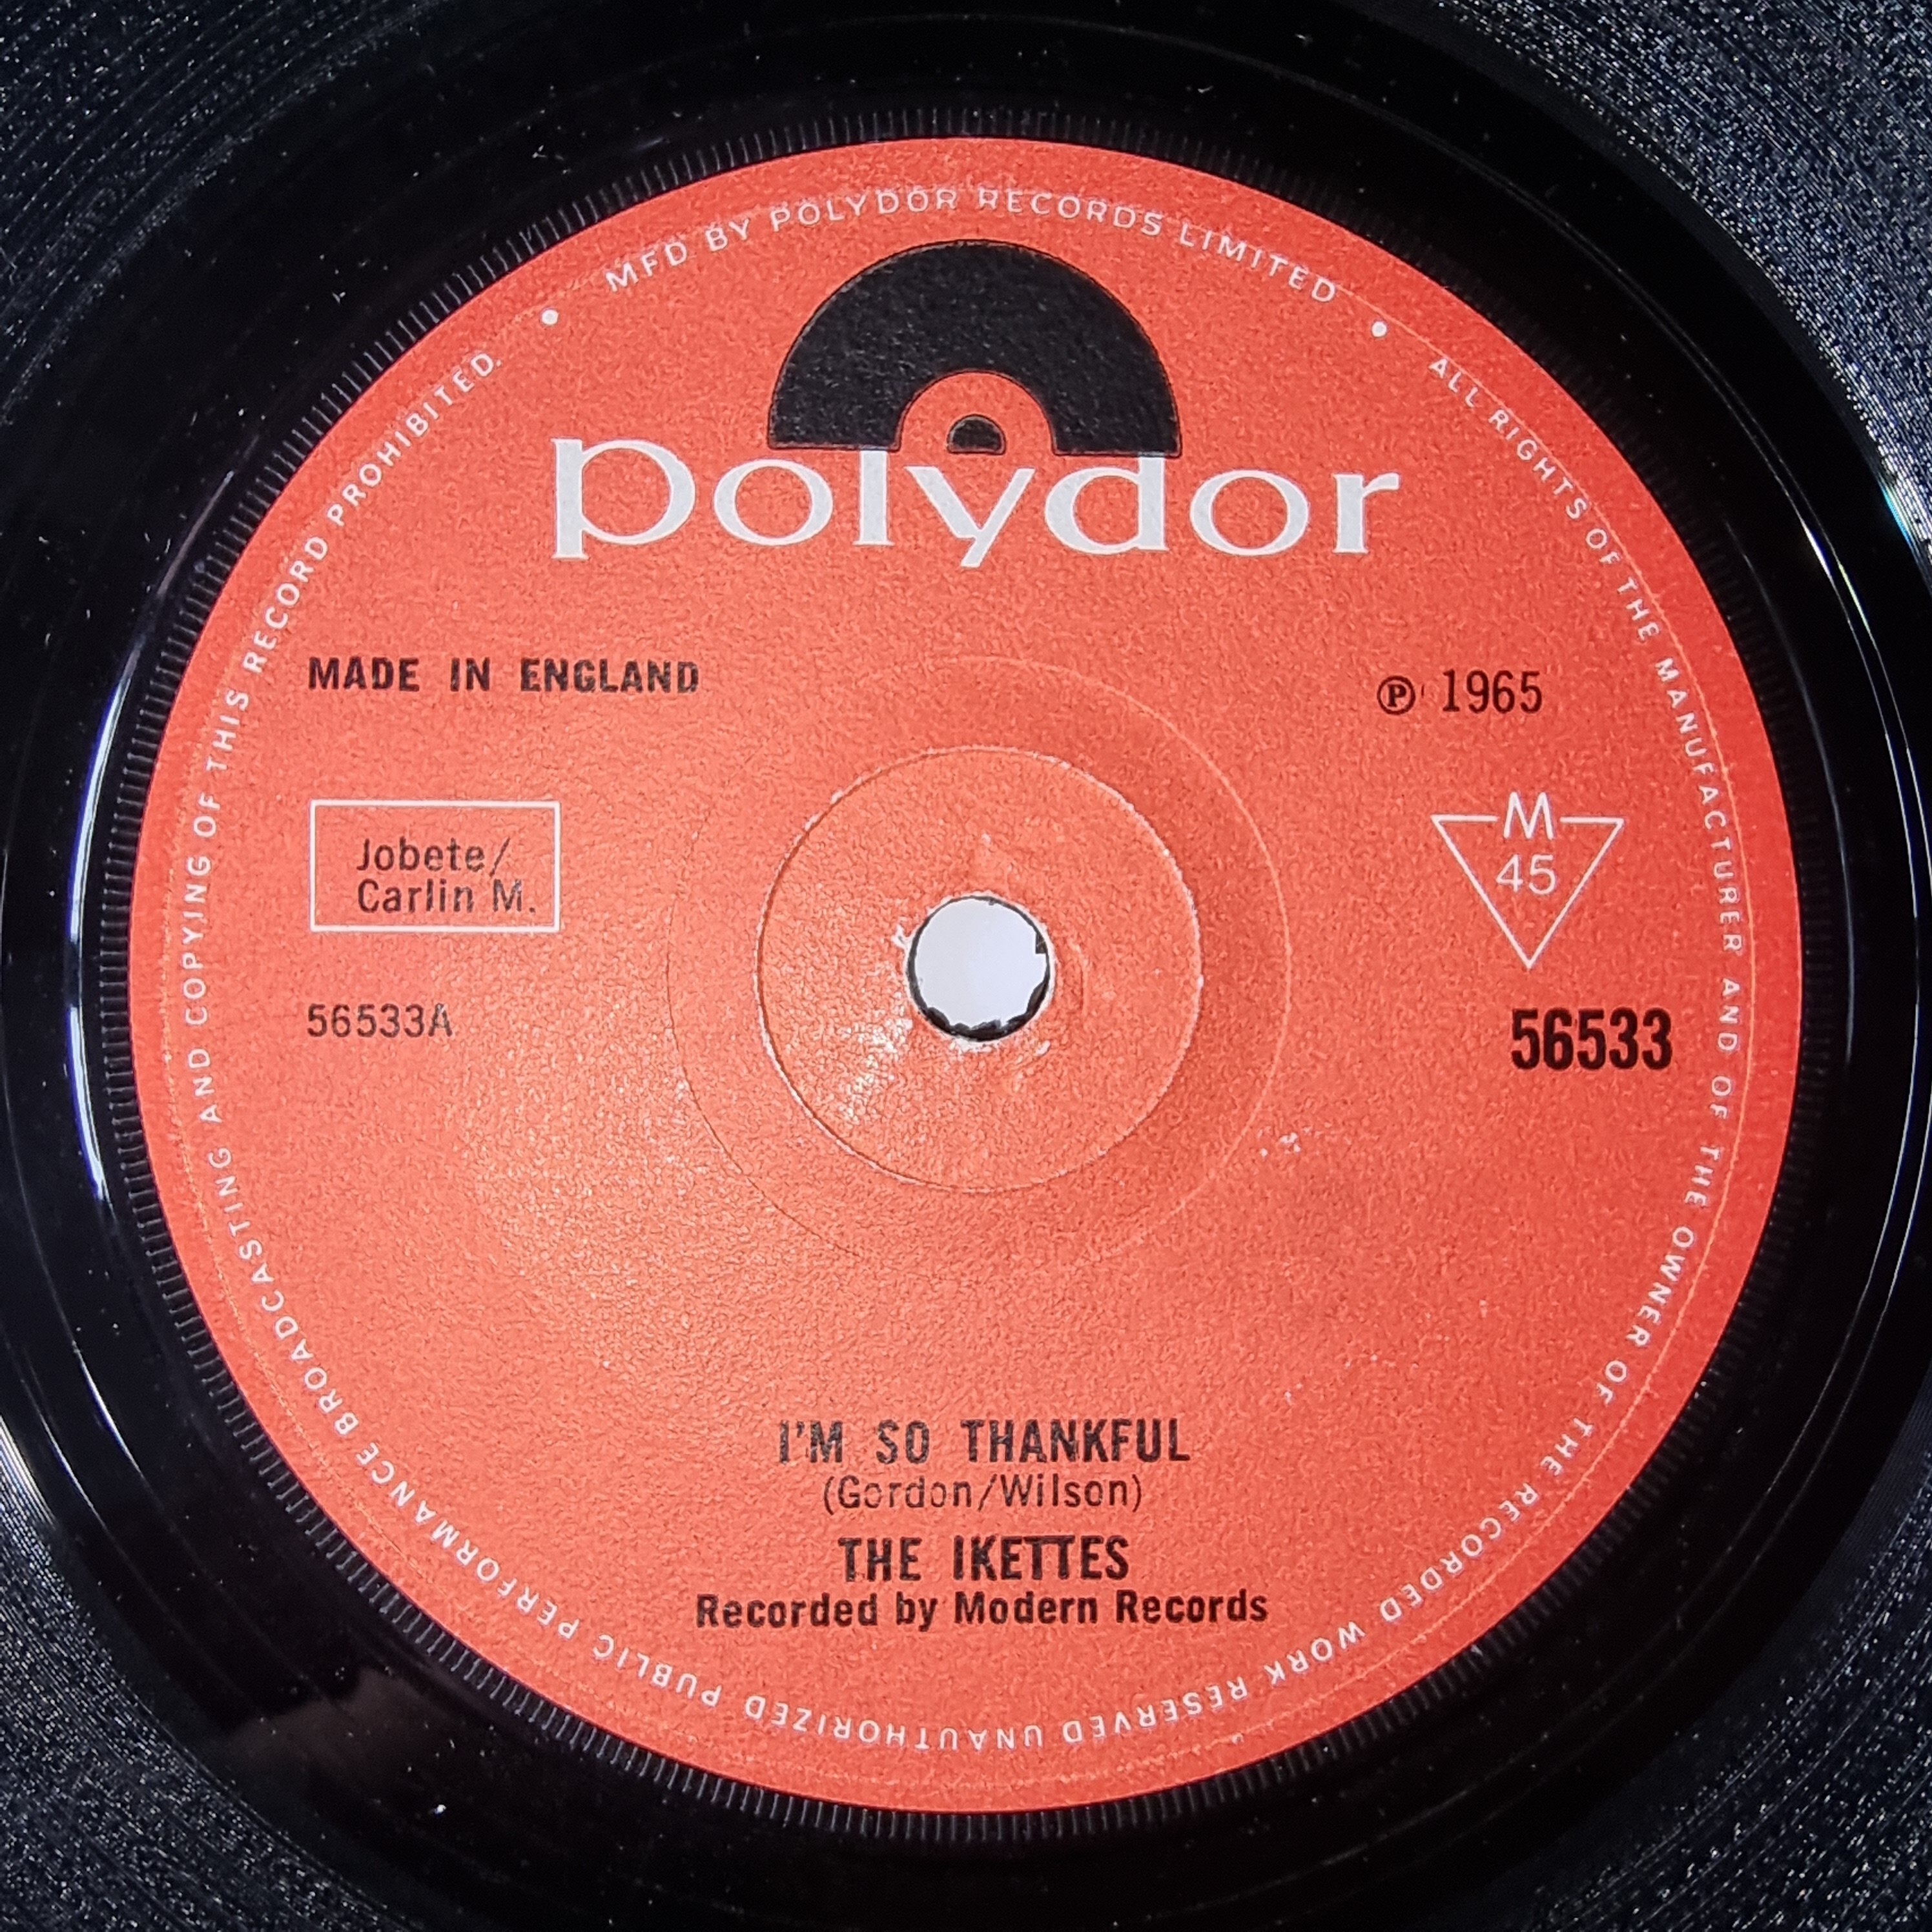 MFD BY POLYDOR RECORDS LIMITED • ALL RIGHTS OF THE MANUFACTURER AND OF THE OWNER OF THE RECORDED WORK RESERVED UNAUTHORIZED PUBLIC PERFORMANCE BROADCASTING AND COPYING OF THIS RECORD PROHIBITED. •
polydor
MADE IN ENGLAND
℗ 1965
Jobete/
Carlin M.
M
45
56533A
56533
I'M SO THANKFUL
(Gordon/Wilson)
THE IKETTES
Recorded by Modern Records